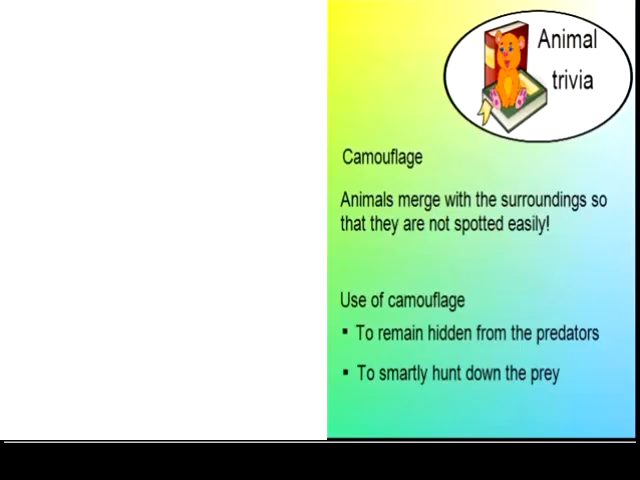 Animal
trivia
Camouflage
Animals merge with the surroundings so
that they are not spotted easily!
Use of camouflage
▪ To remain hidden from the predators
▪ To smartly hunt down the prey